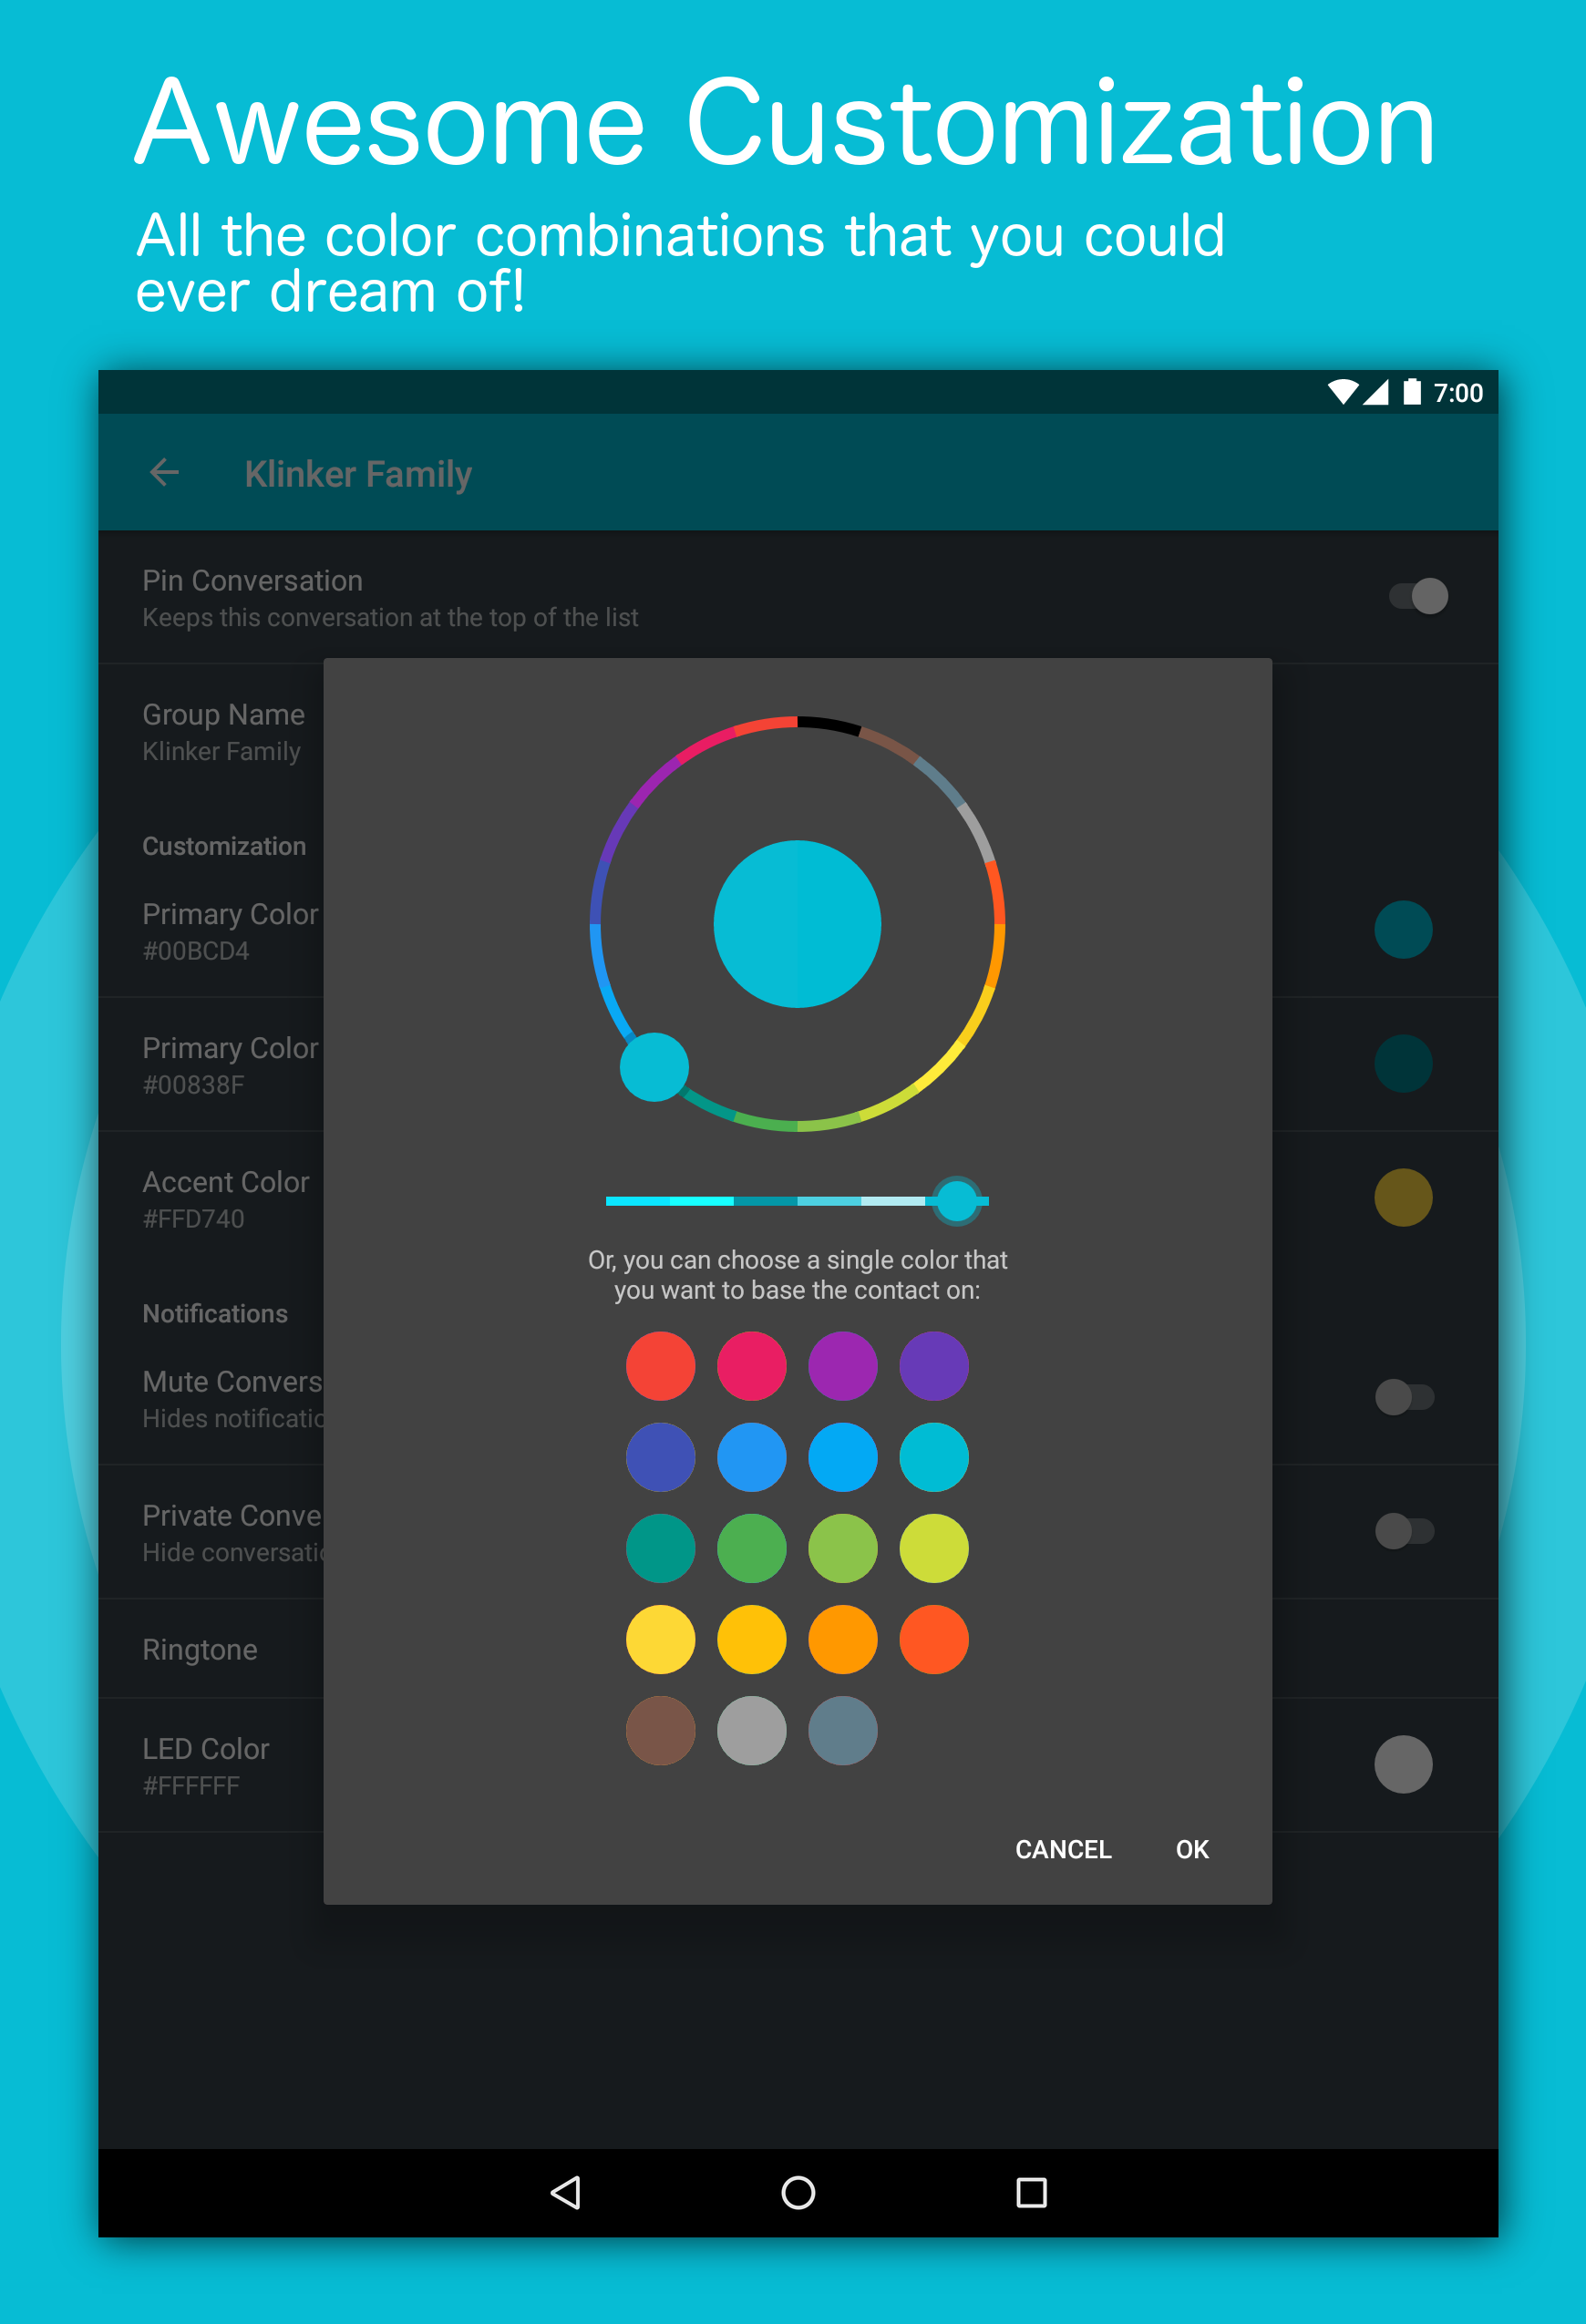 Awesome Customization
All the color combinations that you could
ever dream of!
7:00
Klinker Family
Pin Conversation
Keeps this conversation at the top of the list
Group Name
Klinker Family
Customization
Primary Color
#00BCD4
Primary Color
#00838F
Accent Color
#FFD740
Notifications
Mute Convers
Hides notificatio
Private Conve
Hide conversatio
Ringtone
LED Color
#FFFFFF
Or, you can choose a single color that
you want to base the contact on:
CANCEL OK